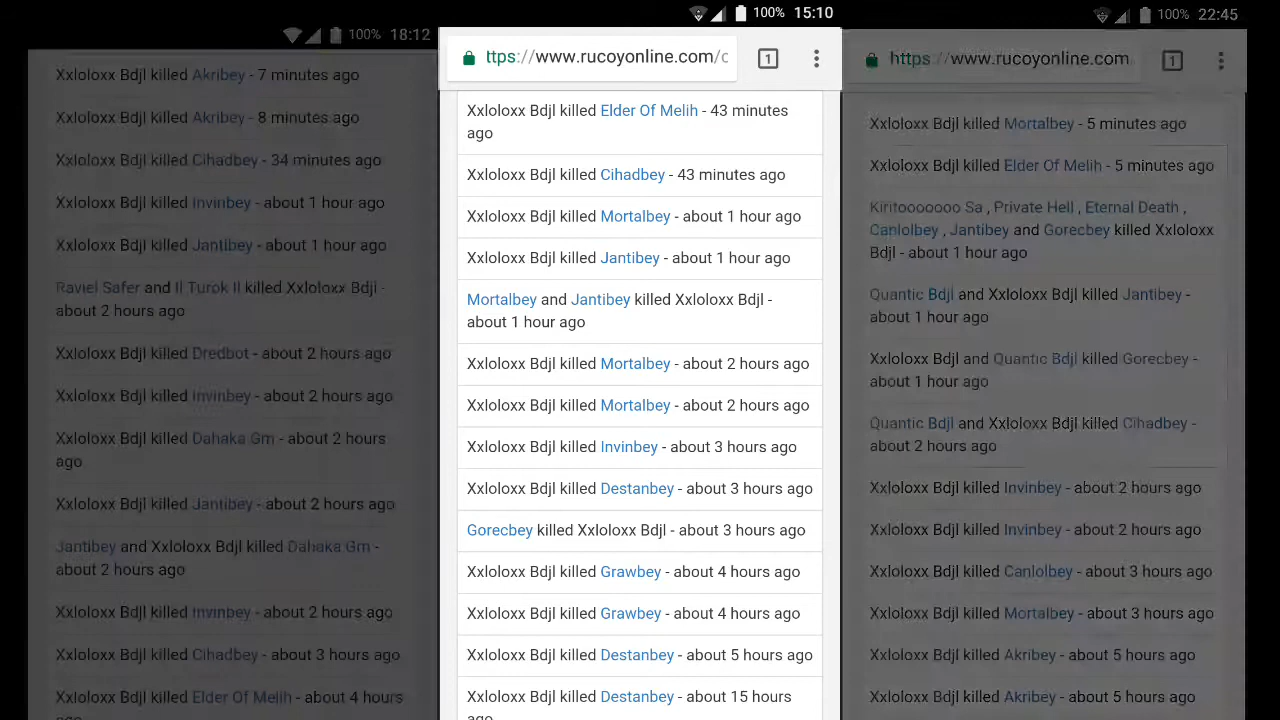 100% 18:12
Xxloloxx Bdjl killed Akribey - 7 minutes ago
Xxloloxx Bdjl killed Akribey - 8 minutes ago
Xxloloxx Bdjl killed Cihadbey - 34 minutes ago
Xxloloxx Bdjl killed Invinbey - about 1 hour ago
Xxloloxx Bdjl killed Jantibey - about 1 hour ago
Raviel Safer and Il Turok Il killed Xxloloxx Bdjl -
about 2 hours ago
Xxloloxx Bdjl killed Dredbot - about 2 hours ago
Xxloloxx Bdjl killed Invinbey - about 2 hours ago
Xxloloxx Bdjl killed Dahaka Gm - about 2 hours
ago
Xxloloxx Bdjl killed Jantibey - about 2 hours ago
Jantibey and Xxloloxx Bdjl killed Dahaka Gm -
about 2 hours ago
Xxloloxx Bdjl killed Invinbey - about 2 hours ago
Xxloloxx Bdjl killed Cihadbey - about 3 hours ago
Xxloloxx Bdjl killed Elder Of Melih - about 4 hours
ago
100% 15:10
ttps://www.rucoyonline.com/c
1
Xxloloxx Bdjl killed Elder Of Melih - 43 minutes
ago
Xxloloxx Bdjl killed Cihadbey - 43 minutes ago
Xxloloxx Bdjl killed Mortalbey - about 1 hour ago
Xxloloxx Bdjl killed Jantibey - about 1 hour ago
Mortalbey and Jantibey killed Xxloloxx Bdjl -
about 1 hour ago
Xxloloxx Bdjl killed Mortalbey - about 2 hours ago
Xxloloxx Bdjl killed Mortalbey - about 2 hours ago
Xxloloxx Bdjl killed Invinbey - about 3 hours ago
Xxloloxx Bdjl killed Destanbey - about 3 hours ago
Gorecbey killed Xxloloxx Bdjl - about 3 hours ago
Xxloloxx Bdjl killed Grawbey - about 4 hours ago
Xxloloxx Bdjl killed Grawbey - about 4 hours ago
Xxloloxx Bdjl killed Destanbey - about 5 hours ago
Xxloloxx Bdjl killed Destanbey - about 15 hours
ago
100% 22:45
https://www.rucoyonline.com
1
Xxloloxx Bdjl killed Mortalbey - 5 minutes ago
Xxloloxx Bdjl killed Elder Of Melih - 5 minutes ago
Kiritooooooo Sa , Private Hell , Eternal Death ,
Canlolbey , Jantibey and Gorecbey killed Xxloloxx
Bdjl - about 1 hour ago
Quantic Bdjl and Xxloloxx Bdjl killed Jantibey -
about 1 hour ago
Xxloloxx Bdjl and Quantic Bdjl killed Gorecbey -
about 1 hour ago
Quantic Bdjl and Xxloloxx Bdjl killed Cihadbey -
about 2 hours ago
Xxloloxx Bdjl killed Invinbey - about 2 hours ago
Xxloloxx Bdjl killed Invinbey - about 2 hours ago
Xxloloxx Bdjl killed Canlolbey - about 3 hours ago
Xxloloxx Bdjl killed Mortalbey - about 3 hours ago
Xxloloxx Bdjl killed Akribey - about 5 hours ago
Xxloloxx Bdjl killed Akribey - about 5 hours ago